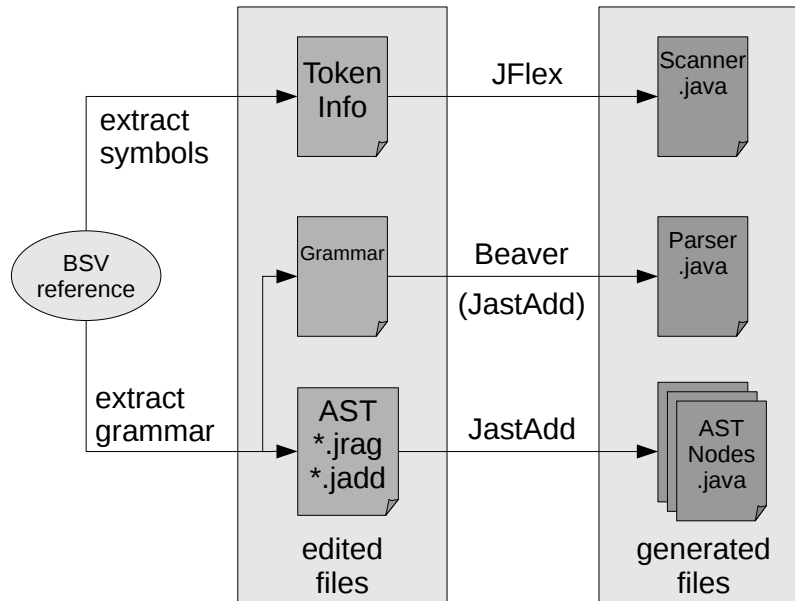 Token
Info
JFlex
Scanner
.java
extract
symbols
BSV
reference
Grammar
Beaver
(JastAdd)
Parser
.java
extract
grammar
AST
*.jrag
*.jadd
JastAdd
AST
Nodes
.java
edited
files
generated
files